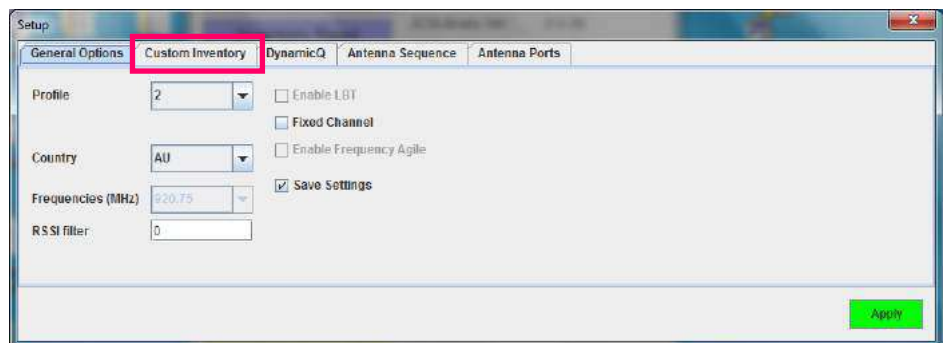 Setup
General Options Custom Inventory DynamicQ Antenna Sequence Antenna Ports
Profile 2 Enable LBT
Fixed Channel
Country AU Enable Frequency Agile
Save Settings
Frequencies (MHz) 920.75
RSSI filter 0
Apply